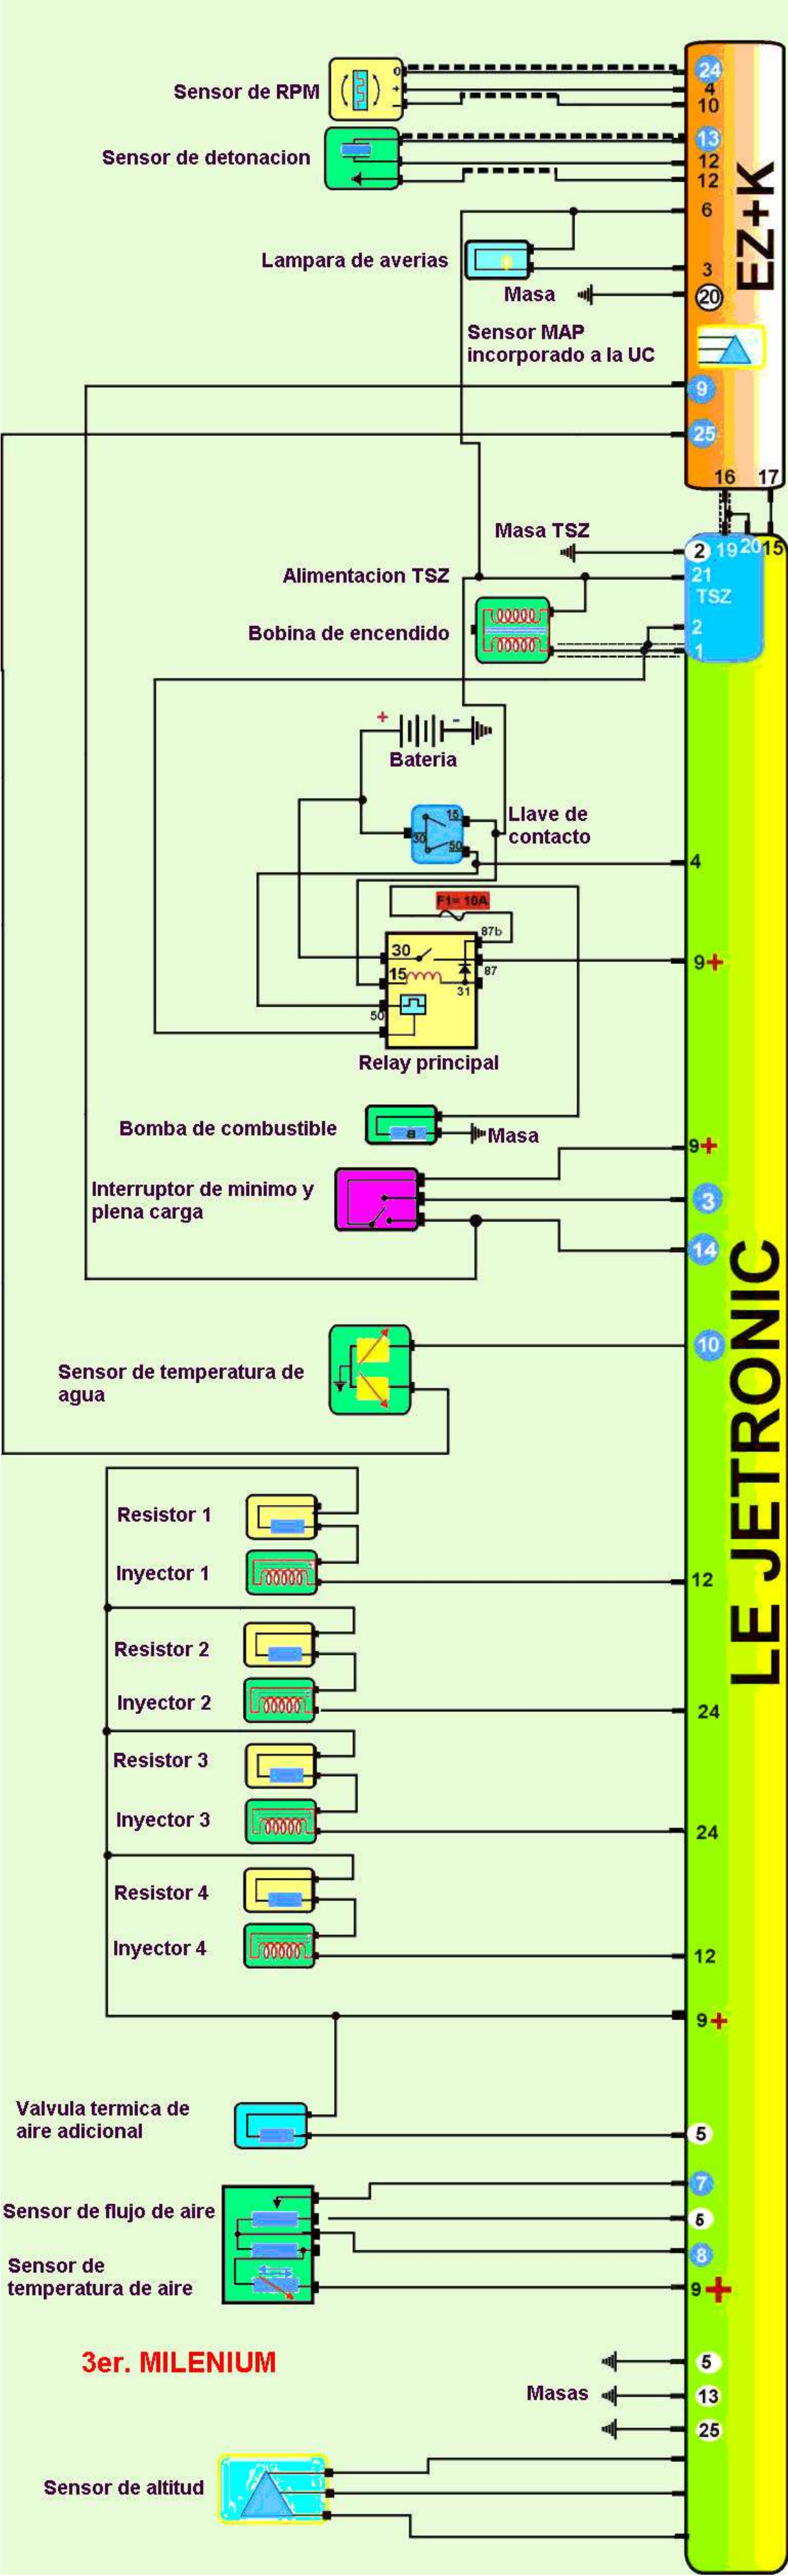 Sensor de RPM
0
+
–
24
4
10
Sensor de detonacion
13
12
12
6
EZ+K
Lampara de averias
3
Masa
20
Sensor MAP
incorporado a la UC
9
25
16 17
Masa TSZ
2 19 20 15
Alimentacion TSZ
21
TSZ
Bobina de encendido
2
1
+ -
Bateria
15
30
50
Llave de
contacto
4
F1= 10A
87b
30
9+
87
15
31
50
Relay principal
Bomba de combustible
Masa
9+
Interruptor de minimo y
plena carga
3
14
LE JETRONIC
10
Sensor de temperatura de
agua
Resistor 1
Inyector 1
12
Resistor 2
Inyector 2
24
Resistor 3
Inyector 3
24
Resistor 4
Inyector 4
12
9+
Valvula termica de
aire adicional
5
7
Sensor de flujo de aire
5
8
Sensor de
temperatura de aire
9+
3er. MILENIUM
5
Masas
13
25
Sensor de altitud